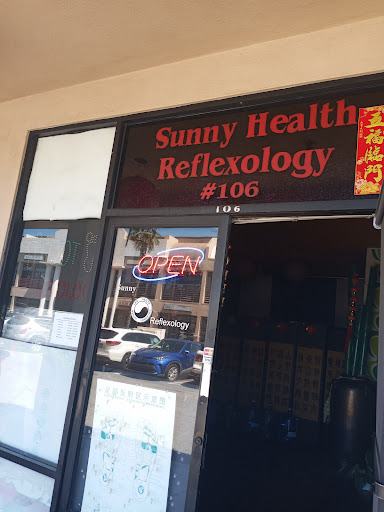 Sunny Health
Reflexology
#106
五福臨門
106
OPEN
Sunny
Reflexology